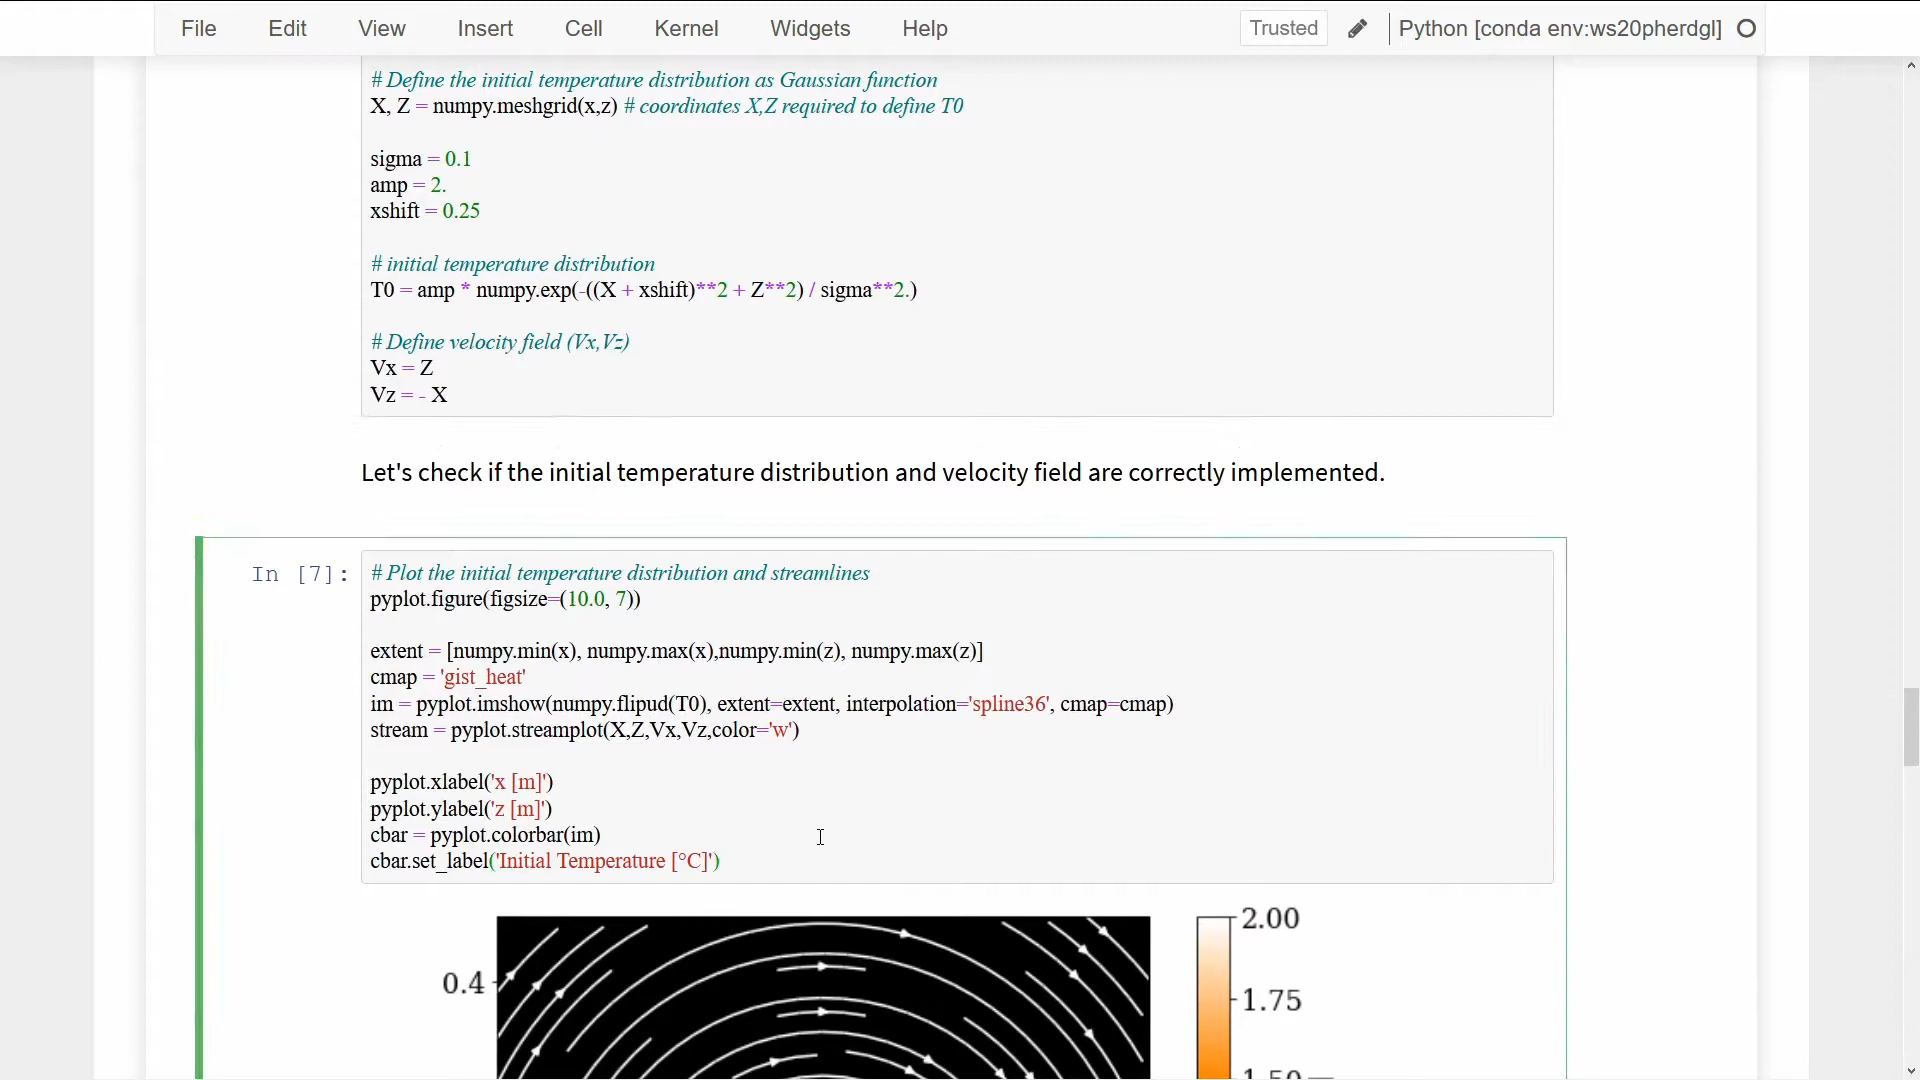 File Edit View Insert Cell Kernel Widgets Help Trusted Python [conda env:ws20pherdgl]
# Define the initial temperature distribution as Gaussian function
X, Z = numpy.meshgrid(x,z) # coordinates X,Z required to define T0
sigma = 0.1
amp = 2.
xshift = 0.25
# initial temperature distribution
T0 = amp * numpy.exp(-((X + xshift)**2 + Z**2) / sigma**2.)
# Define velocity field (Vx,Vz)
Vx = Z
Vz = - X
Let's check if the initial temperature distribution and velocity field are correctly implemented.
In [7]:
# Plot the initial temperature distribution and streamlines
pyplot.figure(figsize=(10.0, 7))
extent = [numpy.min(x), numpy.max(x),numpy.min(z), numpy.max(z)]
cmap = 'gist_heat'
im = pyplot.imshow(numpy.flipud(T0), extent=extent, interpolation='spline36', cmap=cmap)
stream = pyplot.streamplot(X,Z,Vx,Vz,color='w')
pyplot.xlabel('x [m]')
pyplot.ylabel('z [m]')
cbar = pyplot.colorbar(im)
cbar.set_label('Initial Temperature [°C]')
2.00
0.4
1.75
1.50